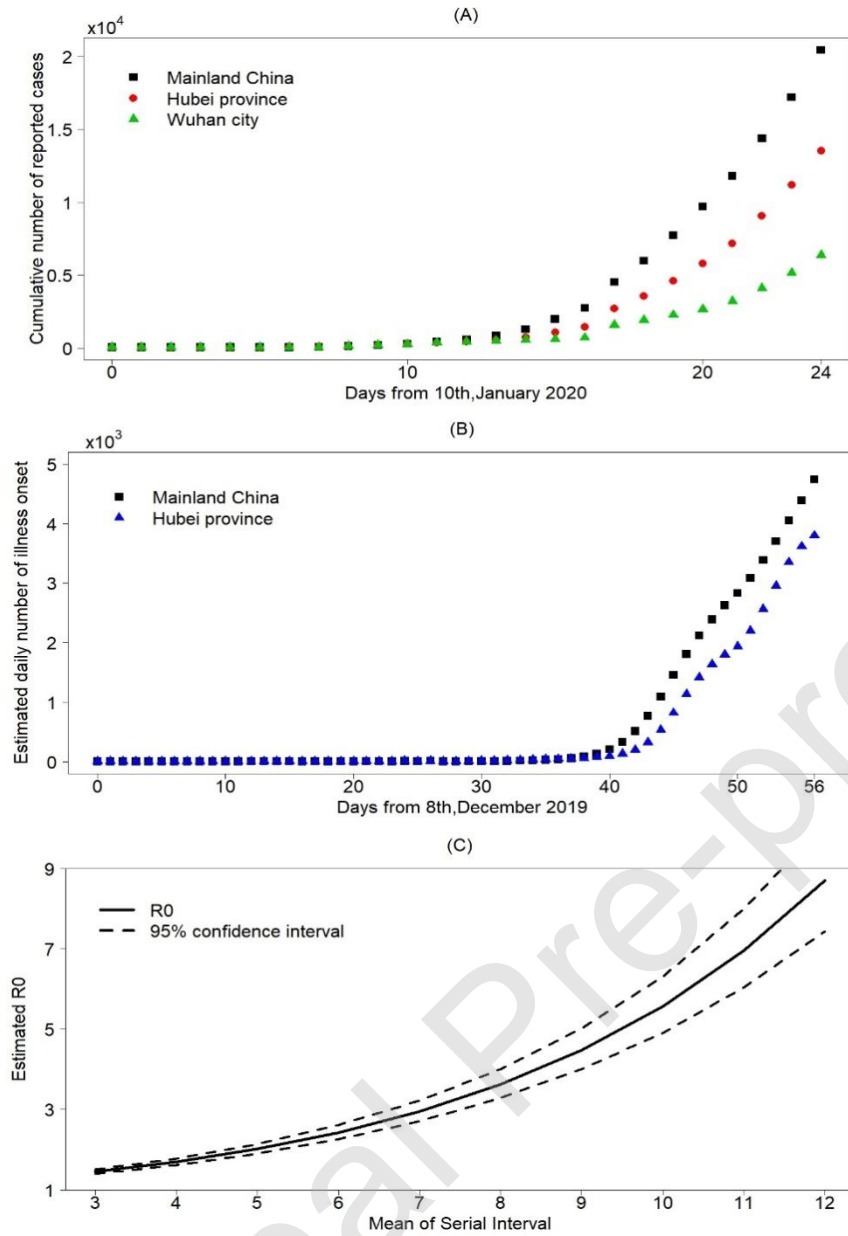 (A)
x10⁴
2
1.5
1
0.5
0
Mainland China
Hubei province
Wuhan city
Cumulative number of reported cases
0 10 20 24
Days from 10th,January 2020
(B)
x10³
5
4
3
2
1
0
Mainland China
Hubei province
Estimated daily number of illness onset
0 10 20 30 40 50 56
Days from 8th,December 2019
(C)
9
7
5
3
1
R0
95% confidence interval
Estimated R0
3 4 5 6 7 8 9 10 11 12
Mean of Serial Interval
al Pre-pr